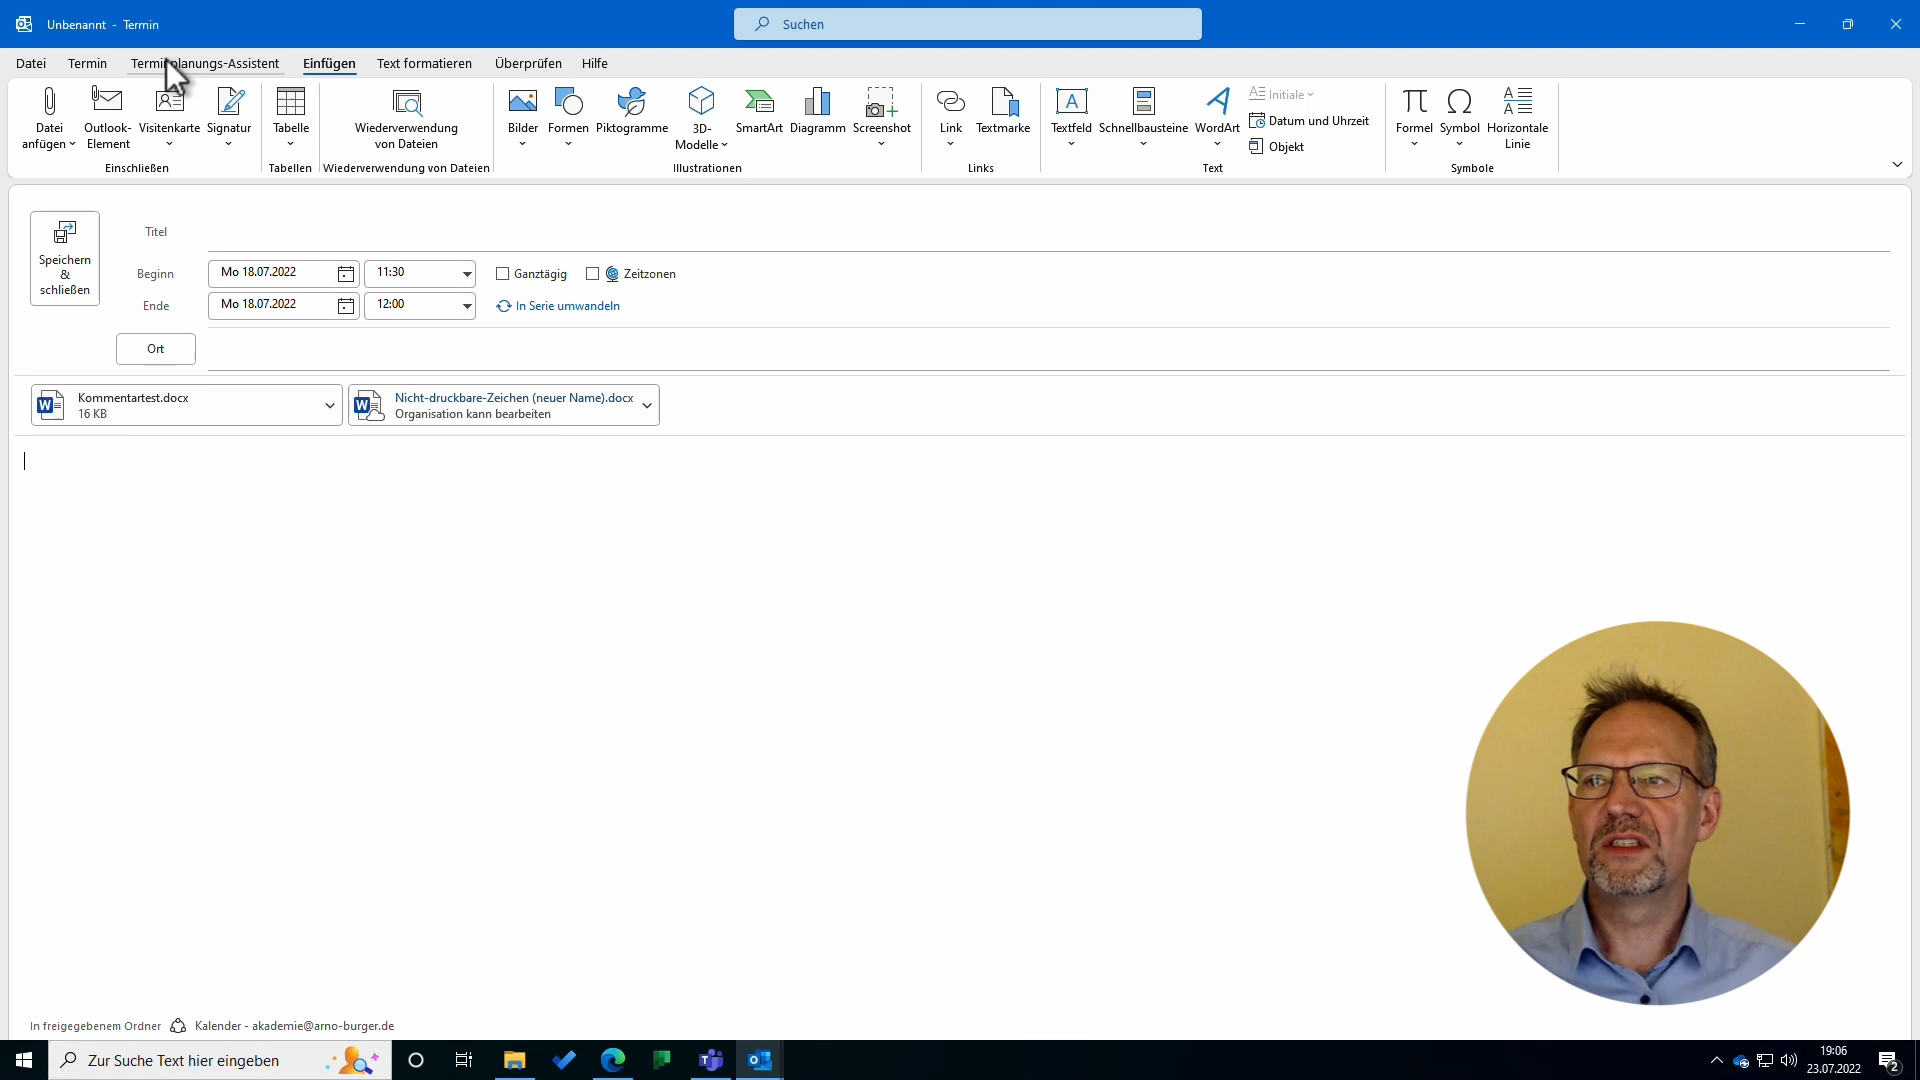 Unbenannt - Termin
Suchen
Datei Termin Terminplanungs-Assistent Einfügen Text formatieren Überprüfen Hilfe
Datei anfügen
Outlook-Element
Visitenkarte
Signatur
Einschließen
Tabelle
Tabellen
Wiederverwendung von Dateien
Wiederverwendung von Dateien
Bilder
Formen
Piktogramme
3D-Modelle
SmartArt
Diagramm
Screenshot
Illustrationen
Link
Textmarke
Links
Textfeld
Schnellbausteine
WordArt
Initiale
Datum und Uhrzeit
Objekt
Text
Formel
Symbol
Horizontale Linie
Symbole
Speichern & schließen
Titel
Beginn Mo 18.07.2022 11:30 Ganztägig Zeitzonen
Ende Mo 18.07.2022 12:00 In Serie umwandeln
Ort
Kommentartest.docx
16 KB
Nicht-druckbare-Zeichen (neuer Name).docx
Organisation kann bearbeiten
In freigegebenem Ordner Kalender - akademie@arno-burger.de
Zur Suche Text hier eingeben
19:06
23.07.2022
2